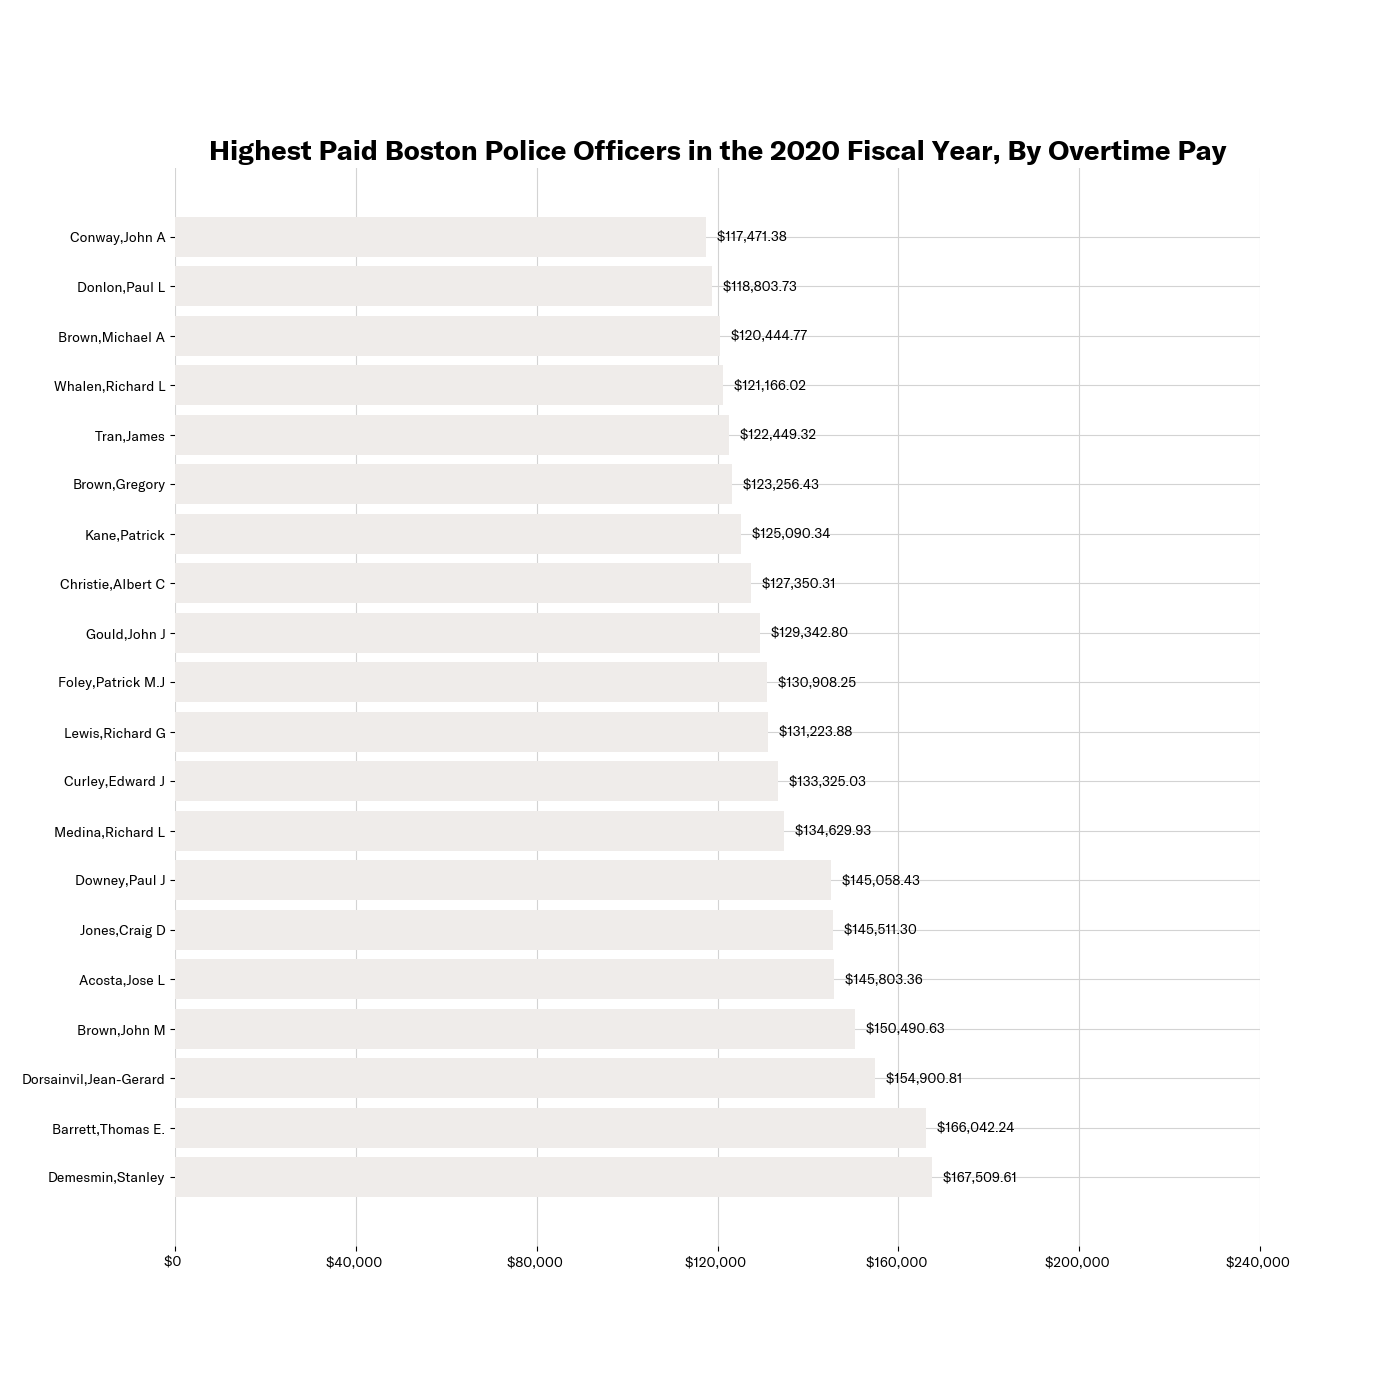 Highest Paid Boston Police Officers in the 2020 Fiscal Year, By Overtime Pay
Conway,John A $117,471.38
Donlon,Paul L $118,803.73
Brown,Michael A $120,444.77
Whalen,Richard L $121,166.02
Tran,James $122,449.32
Brown,Gregory $123,256.43
Kane,Patrick $125,090.34
Christie,Albert C $127,350.31
Gould,John J $129,342.80
Foley,Patrick M.J $130,908.25
Lewis,Richard G $131,223.88
Curley,Edward J $133,325.03
Medina,Richard L $134,629.93
Downey,Paul J $145,058.43
Jones,Craig D $145,511.30
Acosta,Jose L $145,803.36
Brown,John M $150,490.63
Dorsainvil,Jean-Gerard $154,900.81
Barrett,Thomas E. $166,042.24
Demesmin,Stanley $167,509.61
$0 $40,000 $80,000 $120,000 $160,000 $200,000 $240,000